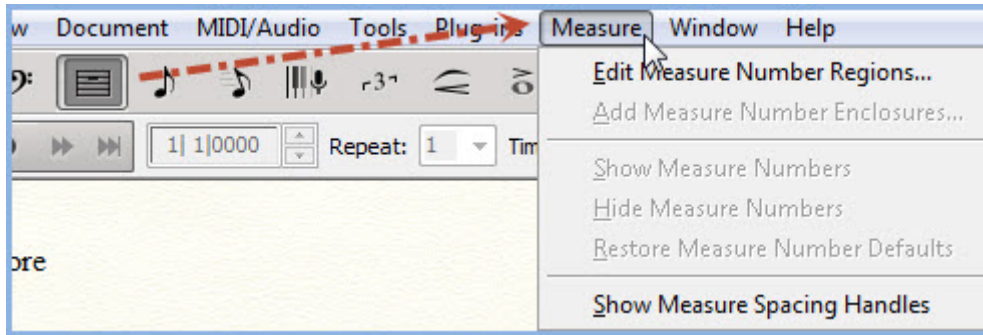 w Document MIDI/Audio Tools Plug-ins Measure Window Help
Edit Measure Number Regions...
3
Add Measure Number Enclosures...
1| 1|0000 Repeat: 1 Tim
Show Measure Numbers
Hide Measure Numbers
ore
Restore Measure Number Defaults
Show Measure Spacing Handles